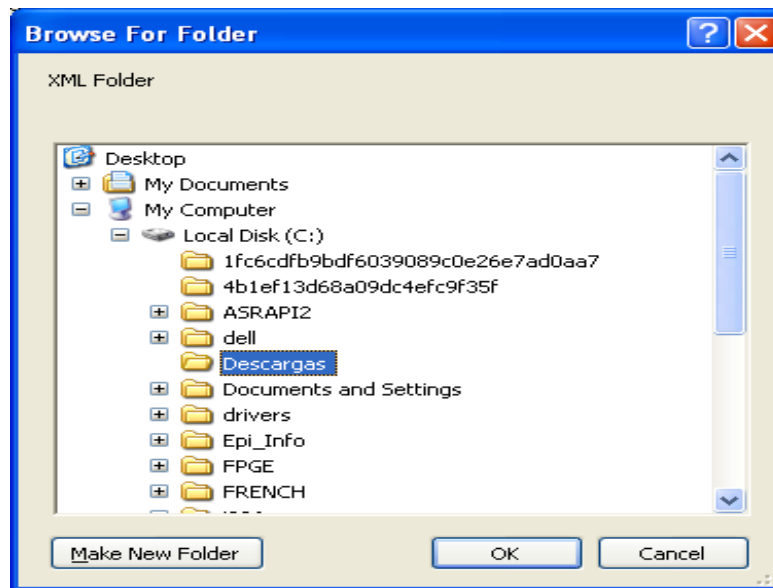 Browse For Folder
XML Folder
Desktop
My Documents
My Computer
Local Disk (C:)
1fc6cdfb9bdf6039089c0e26e7ad0aa7
4b1ef13d68a09dc4efc9f35f
ASRAPI2
dell
Descargas
Documents and Settings
drivers
Epi_Info
FPGE
FRENCH
Make New Folder
OK
Cancel